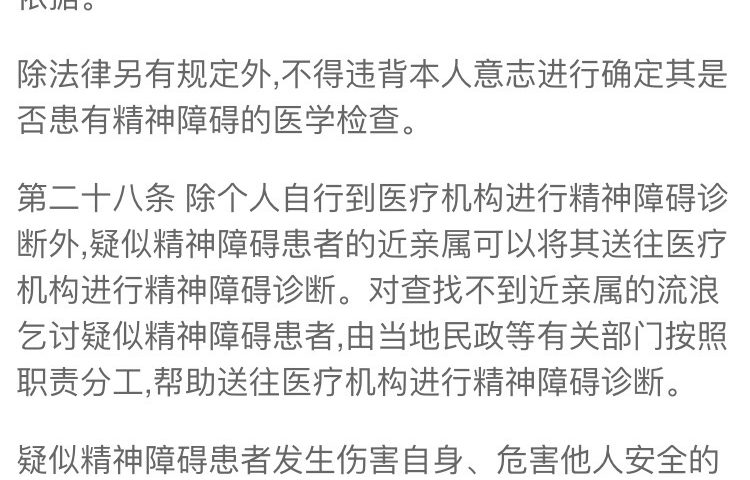 依据。
除法律另有规定外,不得违背本人意志进行确定其是
否患有精神障碍的医学检查。
第二十八条 除个人自行到医疗机构进行精神障碍诊
断外,疑似精神障碍患者的近亲属可以将其送往医疗
机构进行精神障碍诊断。对查找不到近亲属的流浪
乞讨疑似精神障碍患者,由当地民政等有关部门按照
职责分工,帮助送往医疗机构进行精神障碍诊断。
疑似精神障碍患者发生伤害自身、危害他人安全的